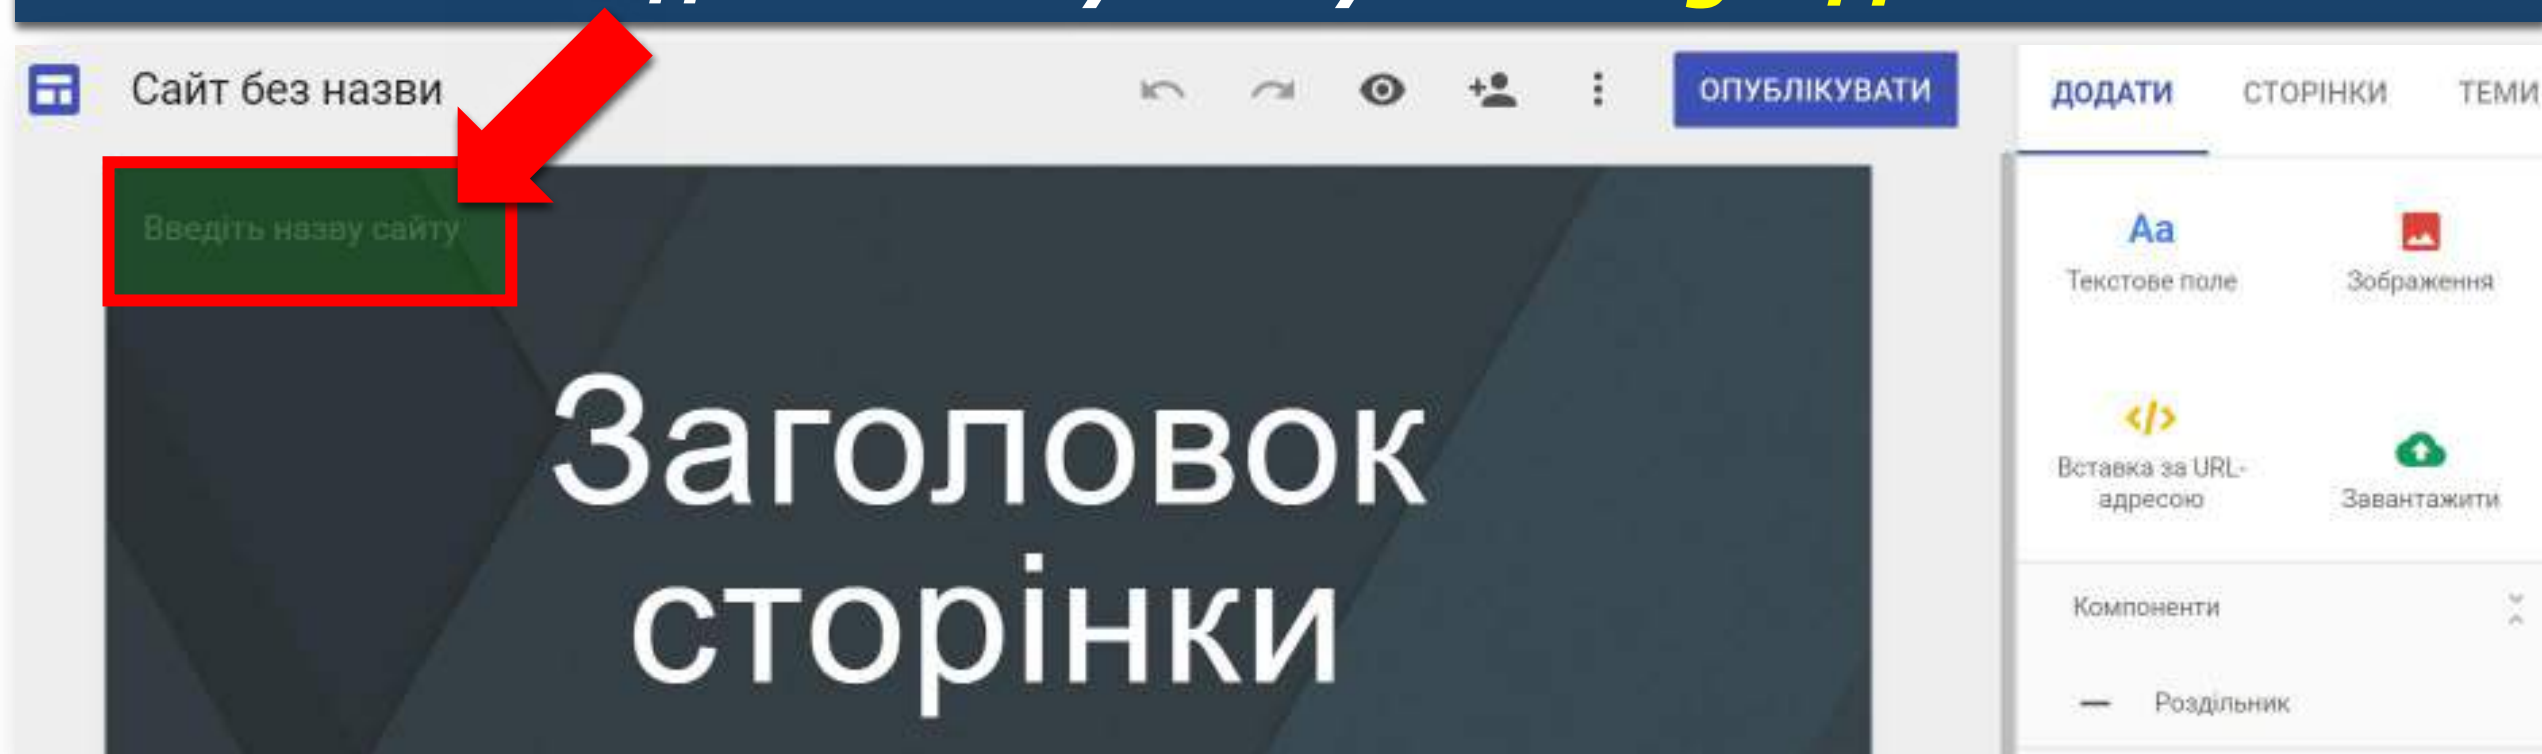 Сайт без назви
ОПУБЛІКУВАТИ
ДОДАТИ СТОРІНКИ ТЕМИ
Введіть назву сайту
Заголовок
сторінки
Aa
Текстове поле Зображення
Вставка за URL-
адресою
Завантажити
Компоненти
Роздільник